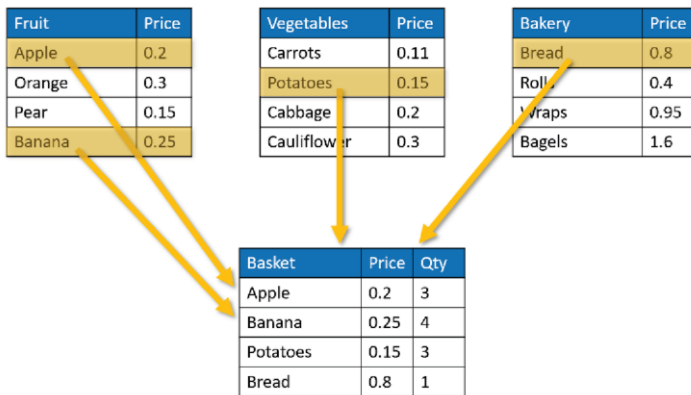 Fruit Price
Apple 0.2
Orange 0.3
Pear 0.15
Banana 0.25
Vegetables Price
Carrots 0.11
Potatoes 0.15
Cabbage 0.2
Cauliflower 0.3
Bakery Price
Bread 0.8
Rolls 0.4
Wraps 0.95
Bagels 1.6
Basket Price Qty
Apple 0.2 3
Banana 0.25 4
Potatoes 0.15 3
Bread 0.8 1